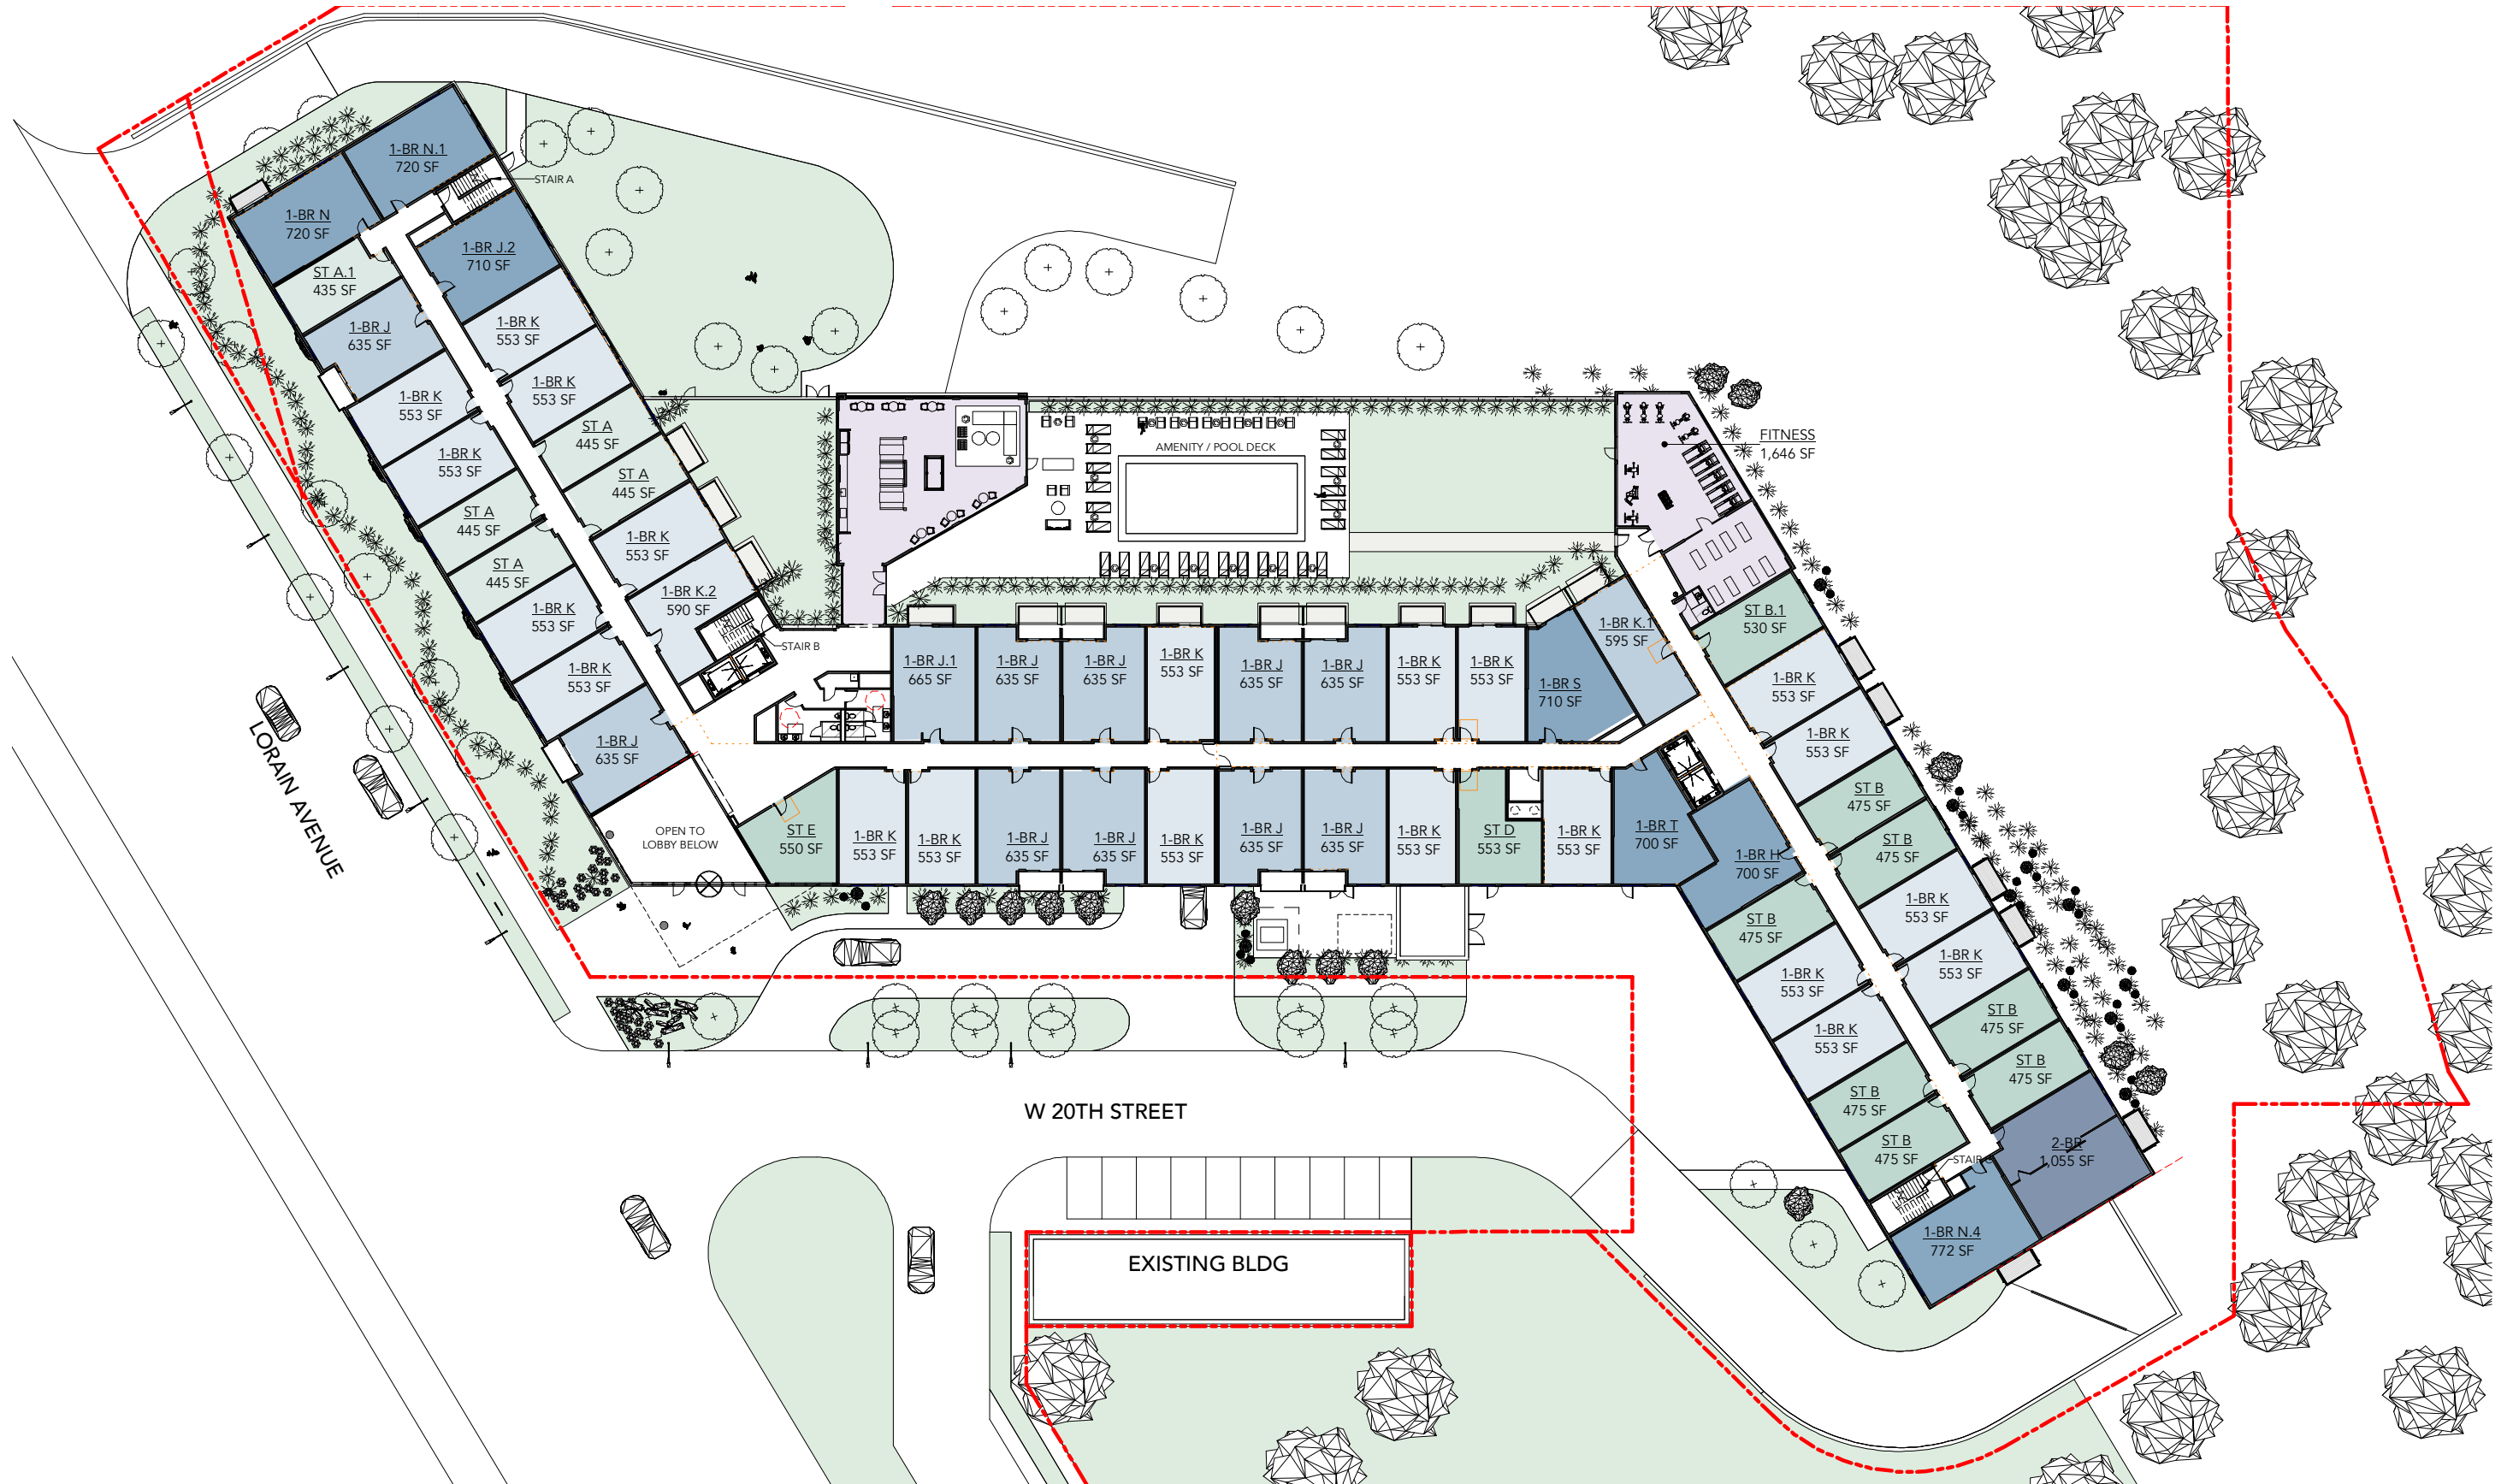 1-BR N.1
720 SF
STAIR A
1-BR N
720 SF
1-BR J.2
710 SF
ST A.1
435 SF
1-BR J
635 SF
1-BR K
553 SF
1-BR K
553 SF
1-BR K
553 SF
ST A
445 SF
1-BR K
553 SF
ST A
445 SF
ST A
445 SF
1-BR K
553 SF
ST A
445 SF
1-BR K.2
590 SF
1-BR K
553 SF
STAIR B
1-BR K
553 SF
1-BR J
635 SF
OPEN TO
LOBBY BELOW
LORAIN AVENUE
AMENITY / POOL DECK
FITNESS
1,646 SF
1-BR J.1
665 SF
1-BR J
635 SF
1-BR J
635 SF
1-BR K
553 SF
1-BR J
635 SF
1-BR J
635 SF
1-BR K
553 SF
1-BR K
553 SF
1-BR S
710 SF
1-BR K.1
595 SF
ST E
550 SF
1-BR K
553 SF
1-BR K
553 SF
1-BR J
635 SF
1-BR J
635 SF
1-BR K
553 SF
1-BR J
635 SF
1-BR J
635 SF
1-BR K
553 SF
ST D
553 SF
1-BR K
553 SF
1-BR T
700 SF
1-BR H
700 SF
ST B.1
530 SF
1-BR K
553 SF
1-BR K
553 SF
ST B
475 SF
ST B
475 SF
1-BR K
553 SF
1-BR K
553 SF
ST B
475 SF
ST B
475 SF
ST B
475 SF
1-BR K
553 SF
1-BR K
553 SF
ST B
475 SF
ST B
475 SF
2-BR
1,055 SF
STAIR
1-BR N.4
772 SF
W 20TH STREET
EXISTING BLDG